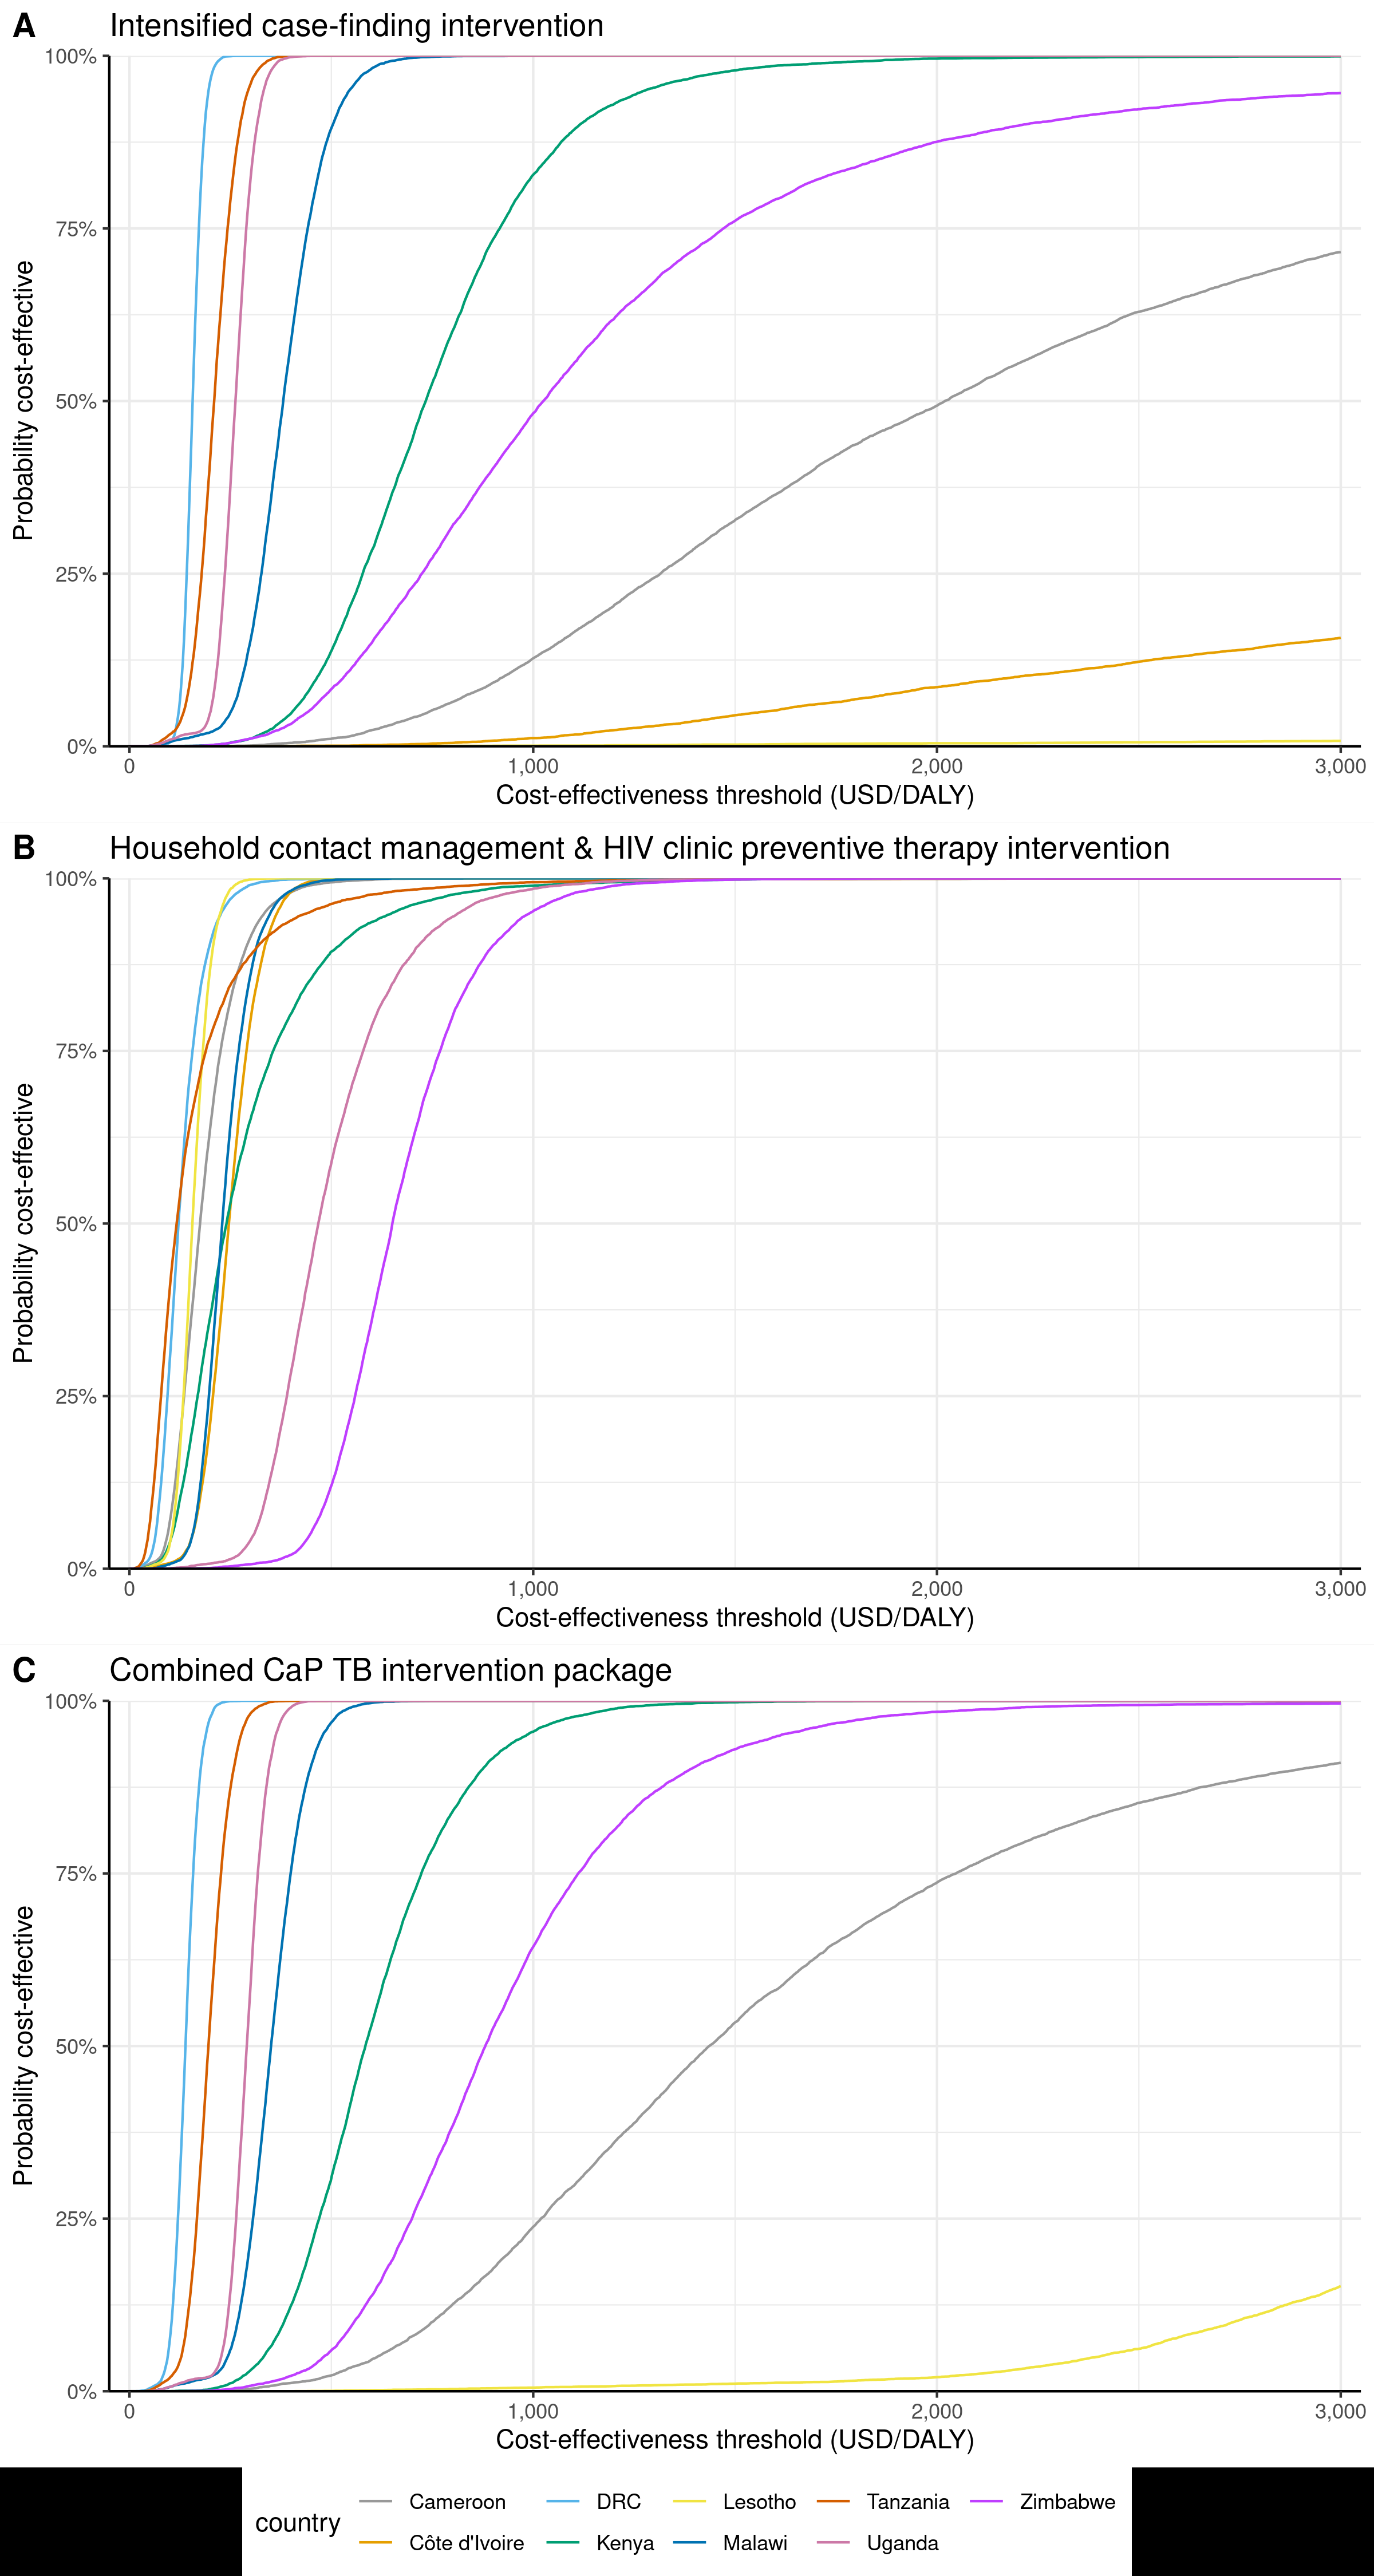 A Intensified case-finding intervention
100%
75%
50%
25%
0%
Probability cost-effective
0 1,000 2,000 3,000
Cost-effectiveness threshold (USD/DALY)
B Household contact management & HIV clinic preventive therapy intervention
100%
75%
50%
25%
0%
Probability cost-effective
0 1,000 2,000 3,000
Cost-effectiveness threshold (USD/DALY)
C Combined CaP TB intervention package
100%
75%
50%
25%
0%
Probability cost-effective
0 1,000 2,000 3,000
Cost-effectiveness threshold (USD/DALY)
country
Cameroon DRC Lesotho Tanzania Zimbabwe
Côte d'Ivoire Kenya Malawi Uganda